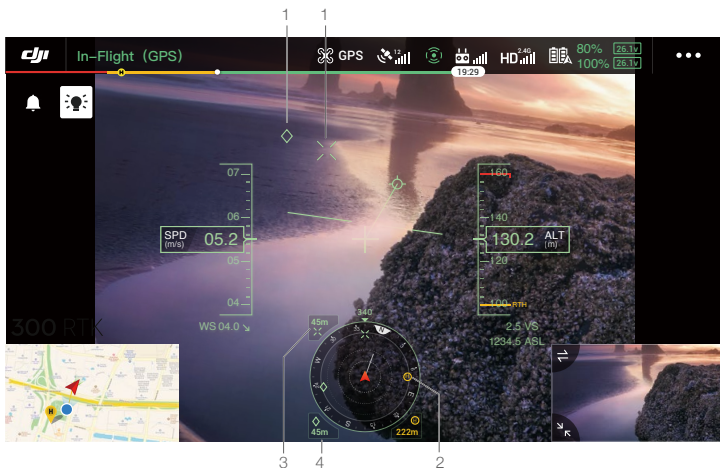 1 1
dji In-Flight (GPS) GPS 12 HD 2.4G 80% 26.1v
100% 26.1v
19:29
H
07 160
06 140
SPD (m/s) 05.2 130.2 ALT (m)
05 120
04 100 RTH
340
WS 04.0 ↘ 45m N 2.5 VS
300 RTK 1234.5 ASL
W
E
S
H
45m 222m
3 4 2